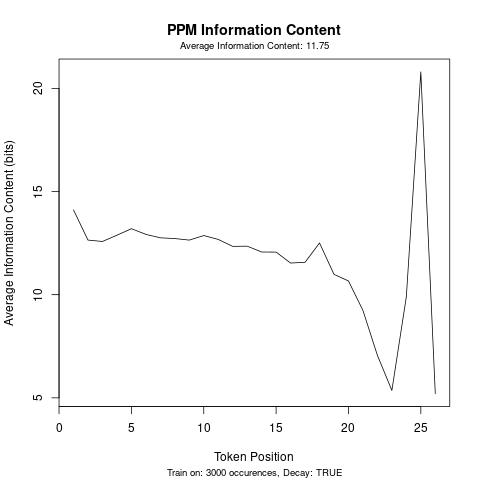 PPM Information Content
Average Information Content: 11.75
Average Information Content (bits)
20
15
10
5
0 5 10 15 20 25
Token Position
Train on: 3000 occurences, Decay: TRUE